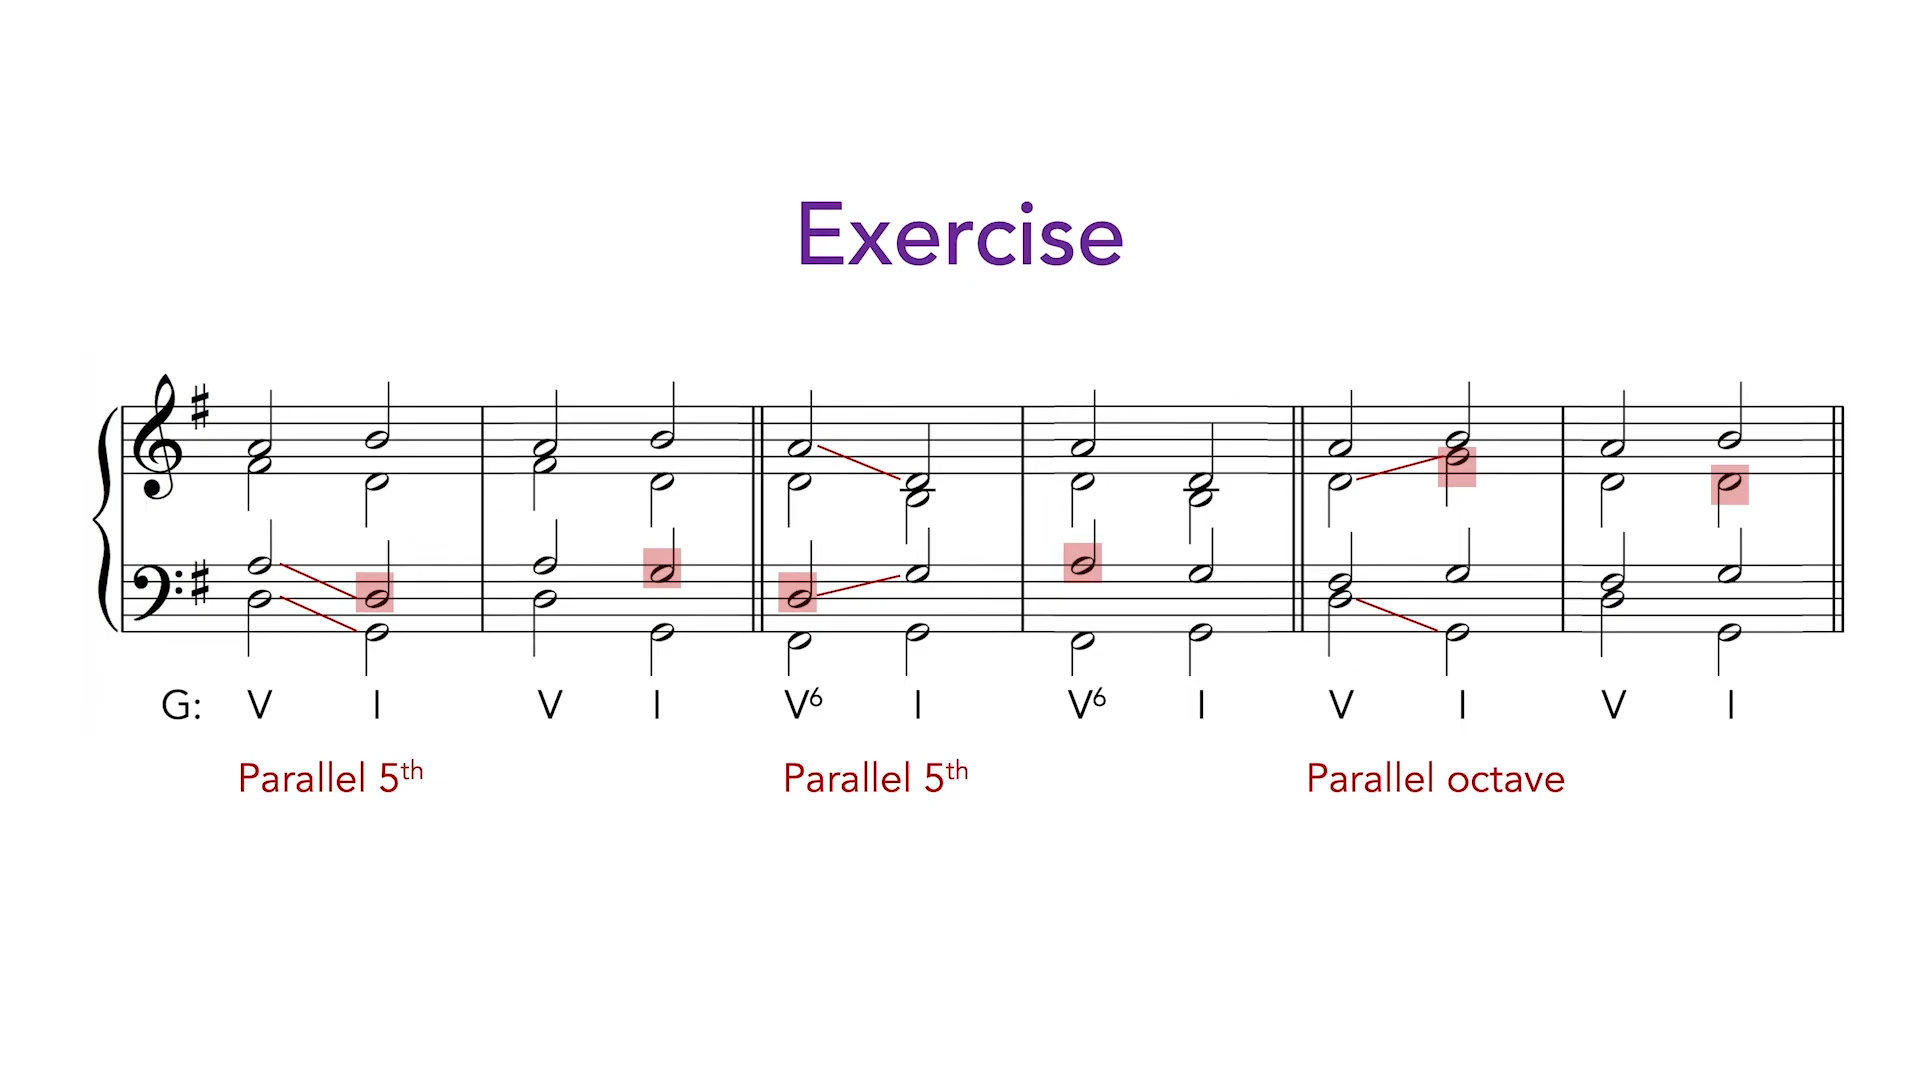 Exercise
G: V I V I V⁶ I V⁶ I V I V I
Parallel 5ᵗʰ Parallel 5ᵗʰ Parallel octave